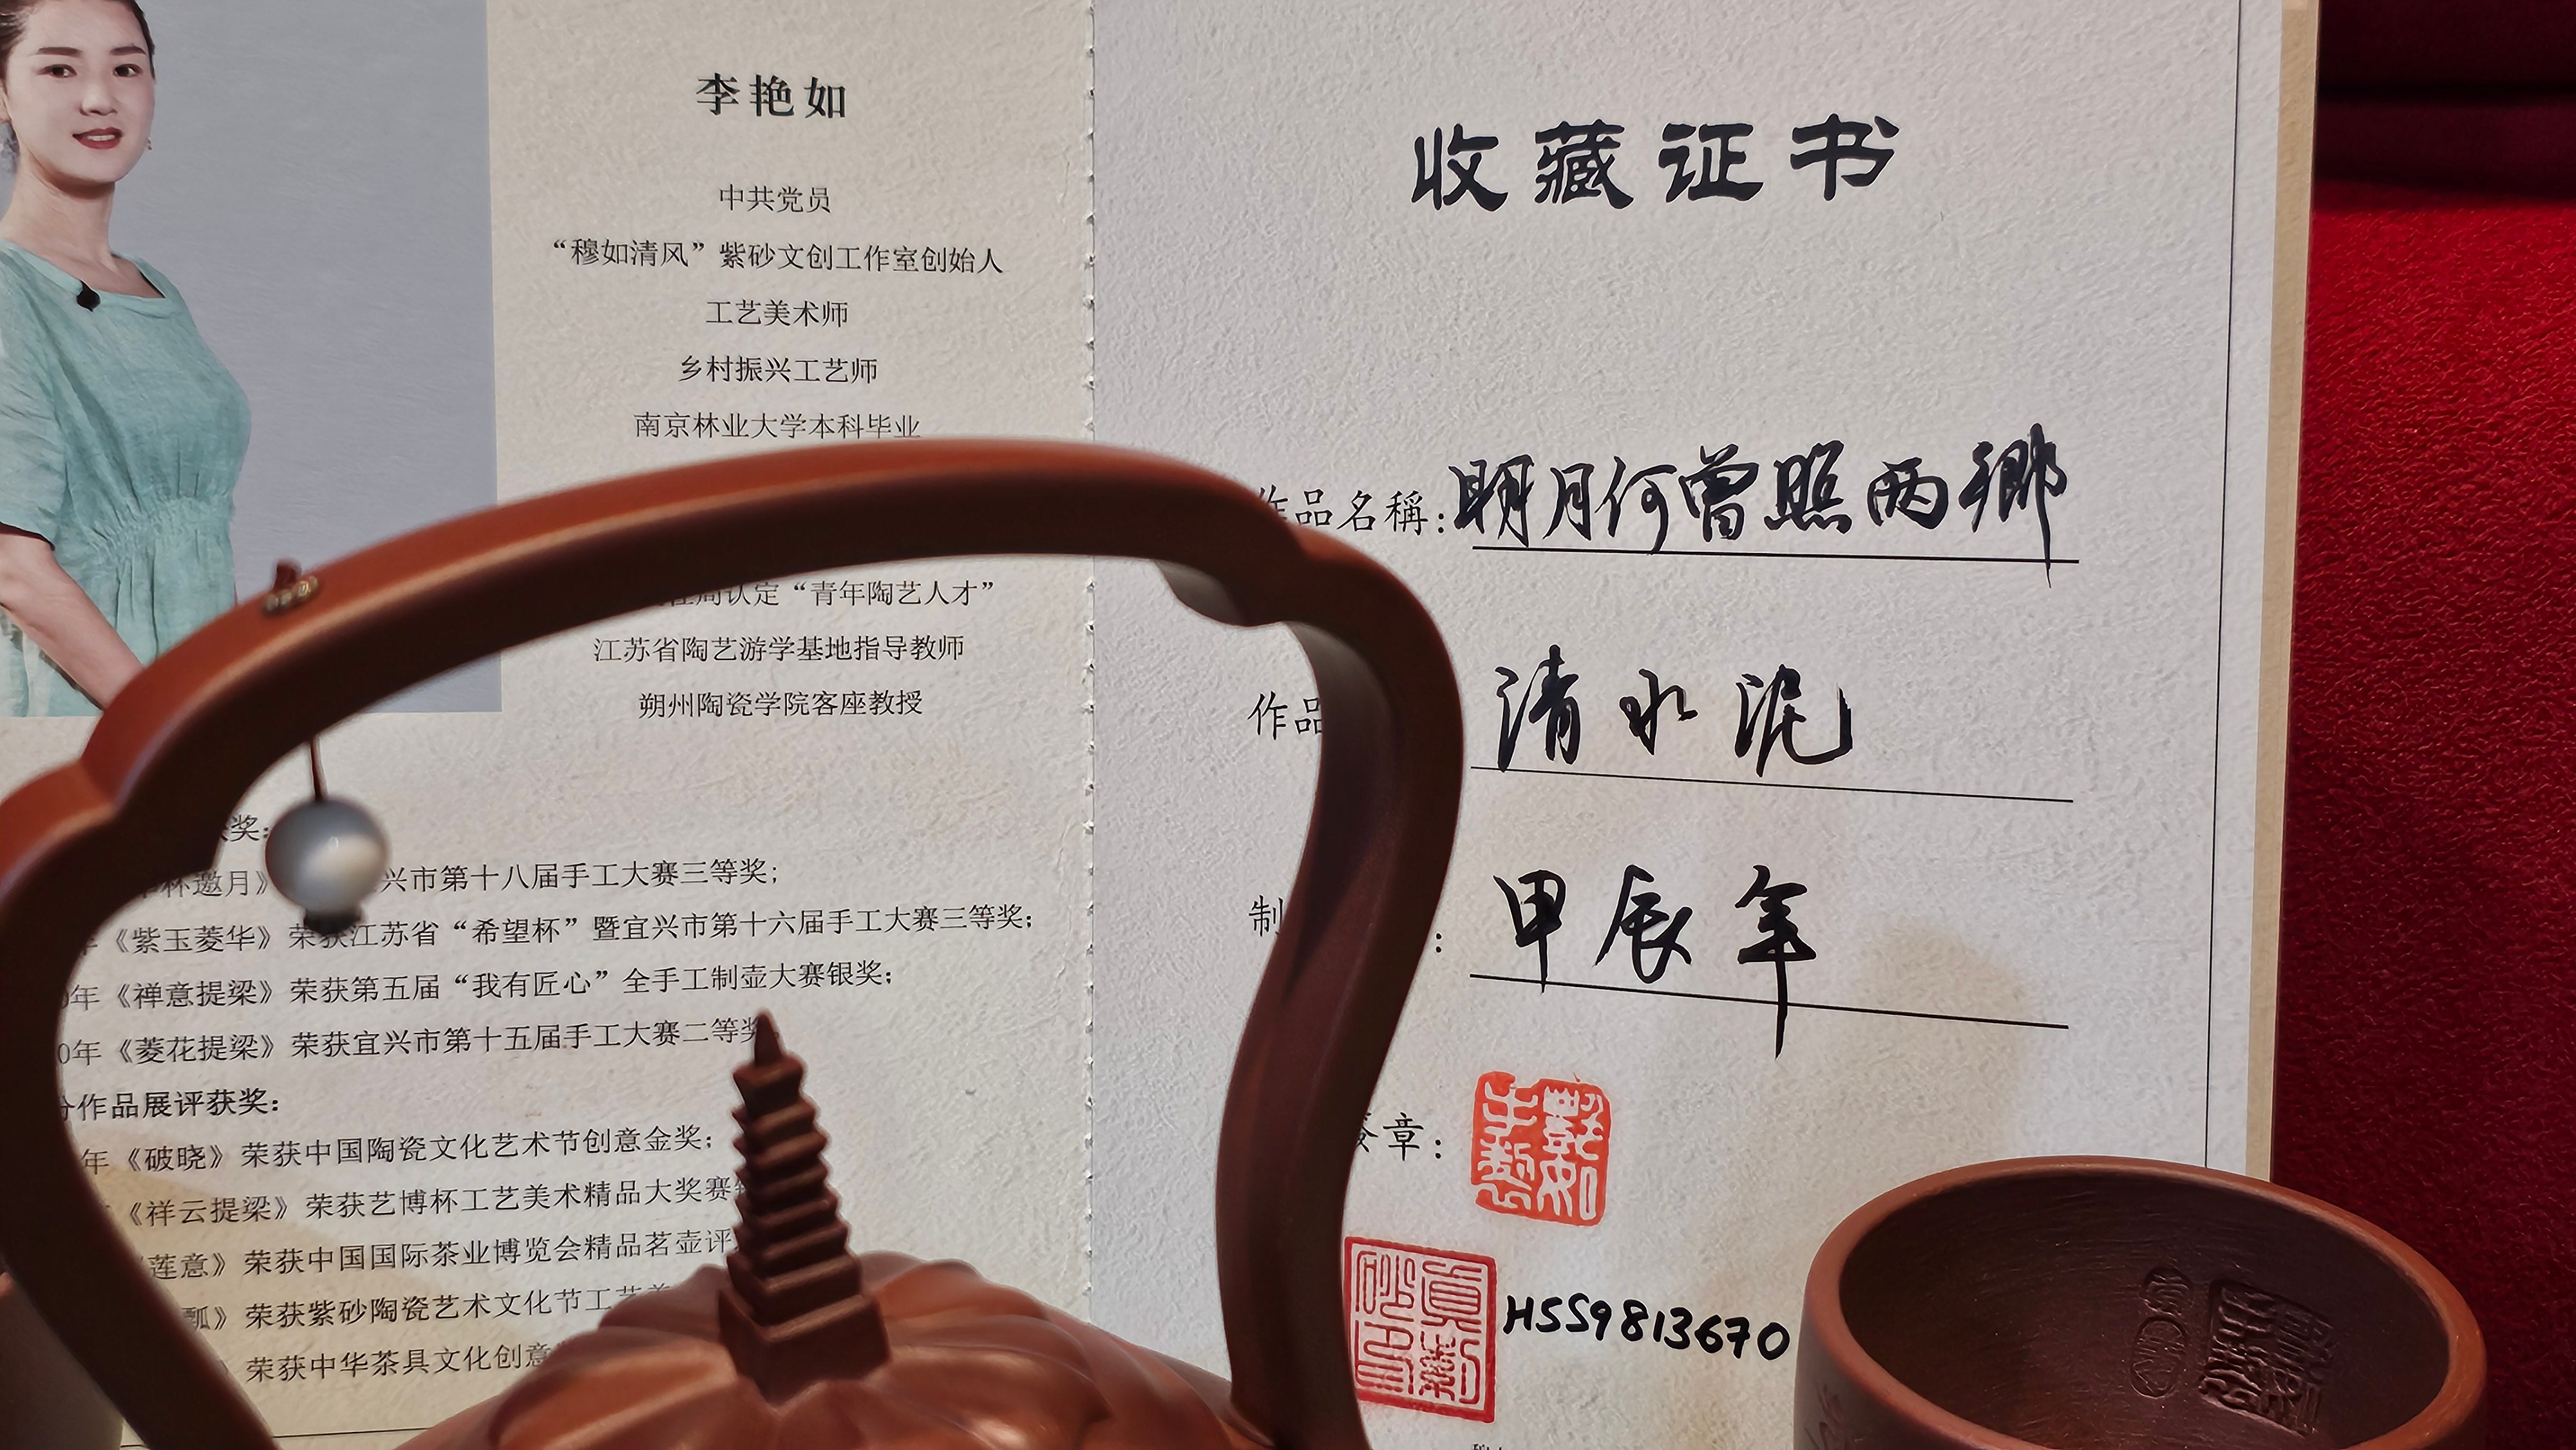 李艳如
中共党员
“穆如清风”紫砂文创工作室创始人
工艺美术师
乡村振兴工艺师
南京林业大学本科毕业
认定“青年陶艺人才”
江苏省陶艺游学基地指导教师
朔州陶瓷学院客座教授
奖：
杯邀月》兴市第十八届手工大赛三等奖；
《紫玉菱华》荣获江苏省“希望杯”暨宜兴市第十六届手工大赛三等奖；
0年《禅意提梁》荣获第五届“我有匠心”全手工制壶大赛银奖；
0年《菱花提梁》荣获宜兴市第十五届手工大赛二等奖
作品展评获奖：
年《破晓》荣获中国陶瓷文化艺术节创意金奖；
《祥云提梁》荣获艺博杯工艺美术精品大奖赛
莲意》荣获中国国际茶业博览会精品茗壶评
瓢》荣获紫砂陶瓷艺术文化节工艺美
荣获中华茶具文化创意
收藏证书
作品名稱：明月何曾照两鄉
作品 清水泥
制 ：甲辰年
章：
HSS9813670